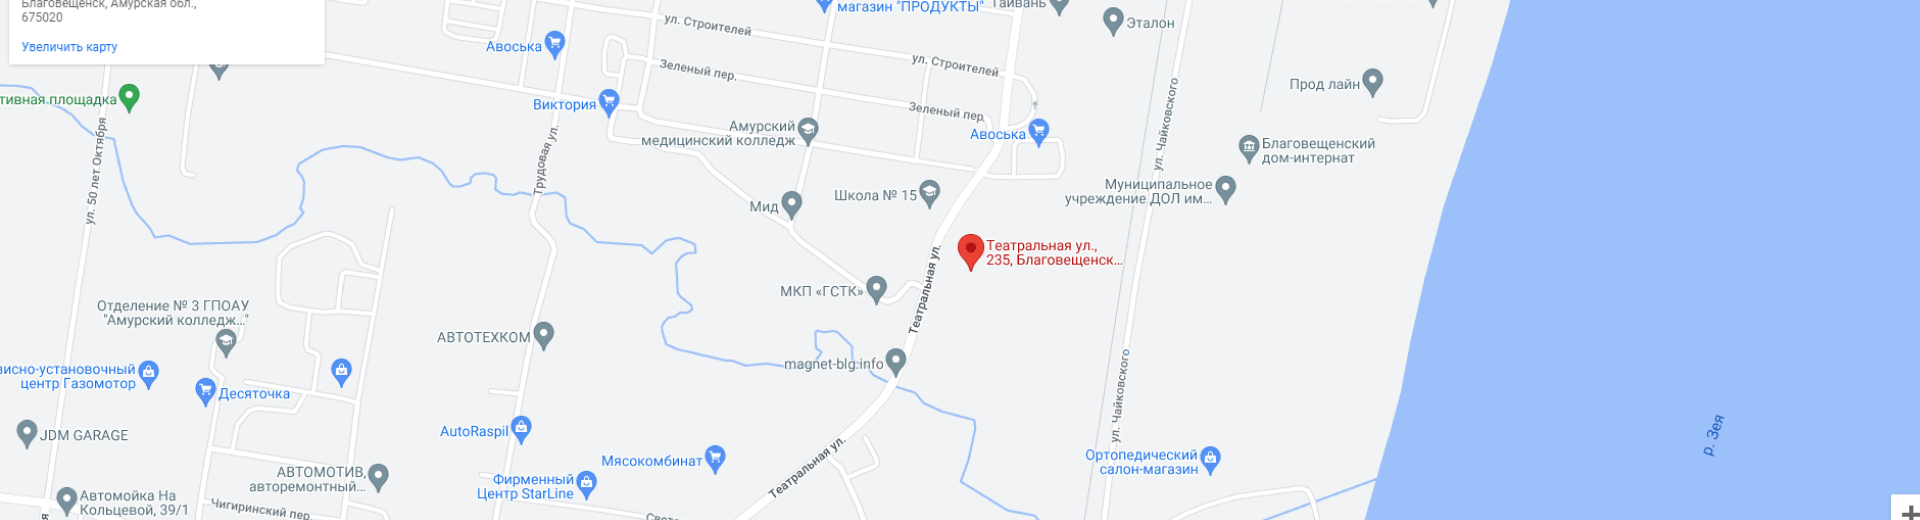 Благовещенск, Амурская обл.,
675020
Увеличить карту
магазин "ПРОДУКТЫ"
Тайвань
Эталон
ул. Строителей
Авоська
ул. Строителей
Зеленый пер.
Прод лайн
тивная площадка
Виктория
Зеленый пер.
ул. Чайковского
Амурский
медицинский колледж
Авоська
Благовещенский
дом-интернат
ул. 50 лет Октября
Трудовая ул.
Школа № 15
Муниципальное
учреждение ДОЛ им...
Мид
Театральная ул.,
235, Благовещенск...
Театральная ул.
МКП «ГСТК»
Отделение № 3 ГПОАУ
"Амурский колледж..."
АВТОТЕХКОМ
magnet-blg:info
висно-установочный
центр Газомотор
Десяточка
ул. Чайковского
JDM GARAGE
AutoRaspil
р. Зея
Мясокомбинат
Театральная ул.
Ортопедический
салон-магазин
АВТОМОТИВ,
авторемонтный...
Фирменный
Центр StarLine
Автомойка На
Кольцевой, 39/1
Чигиринский пер.